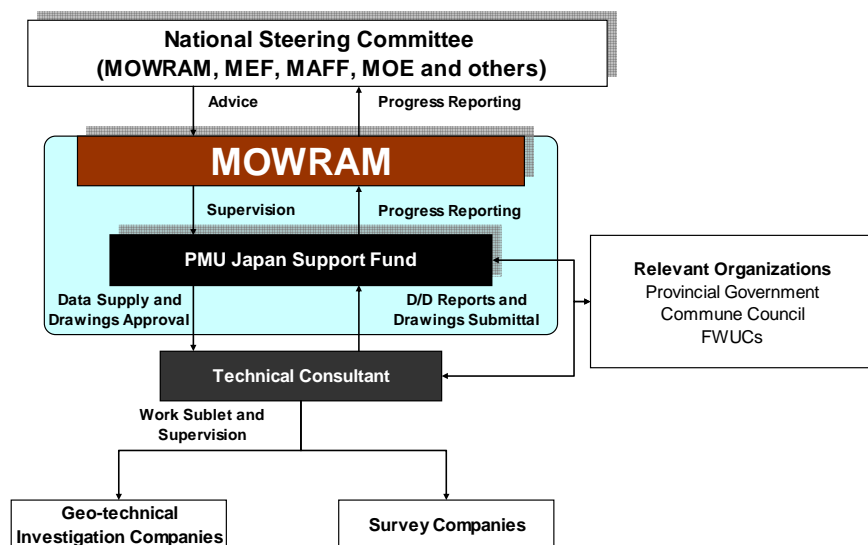 National Steering Committee
(MOWRAM, MEF, MAFF, MOE and others)
Advice
Progress Reporting
MOWRAM
Supervision
Progress Reporting
PMU Japan Support Fund
Data Supply and
Drawings Approval
D/D Reports and
Drawings Submittal
Relevant Organizations
Provincial Government
Commune Council
FWUCs
Technical Consultant
Work Sublet and
Supervision
Geo-technical
Investigation Companies
Survey Companies